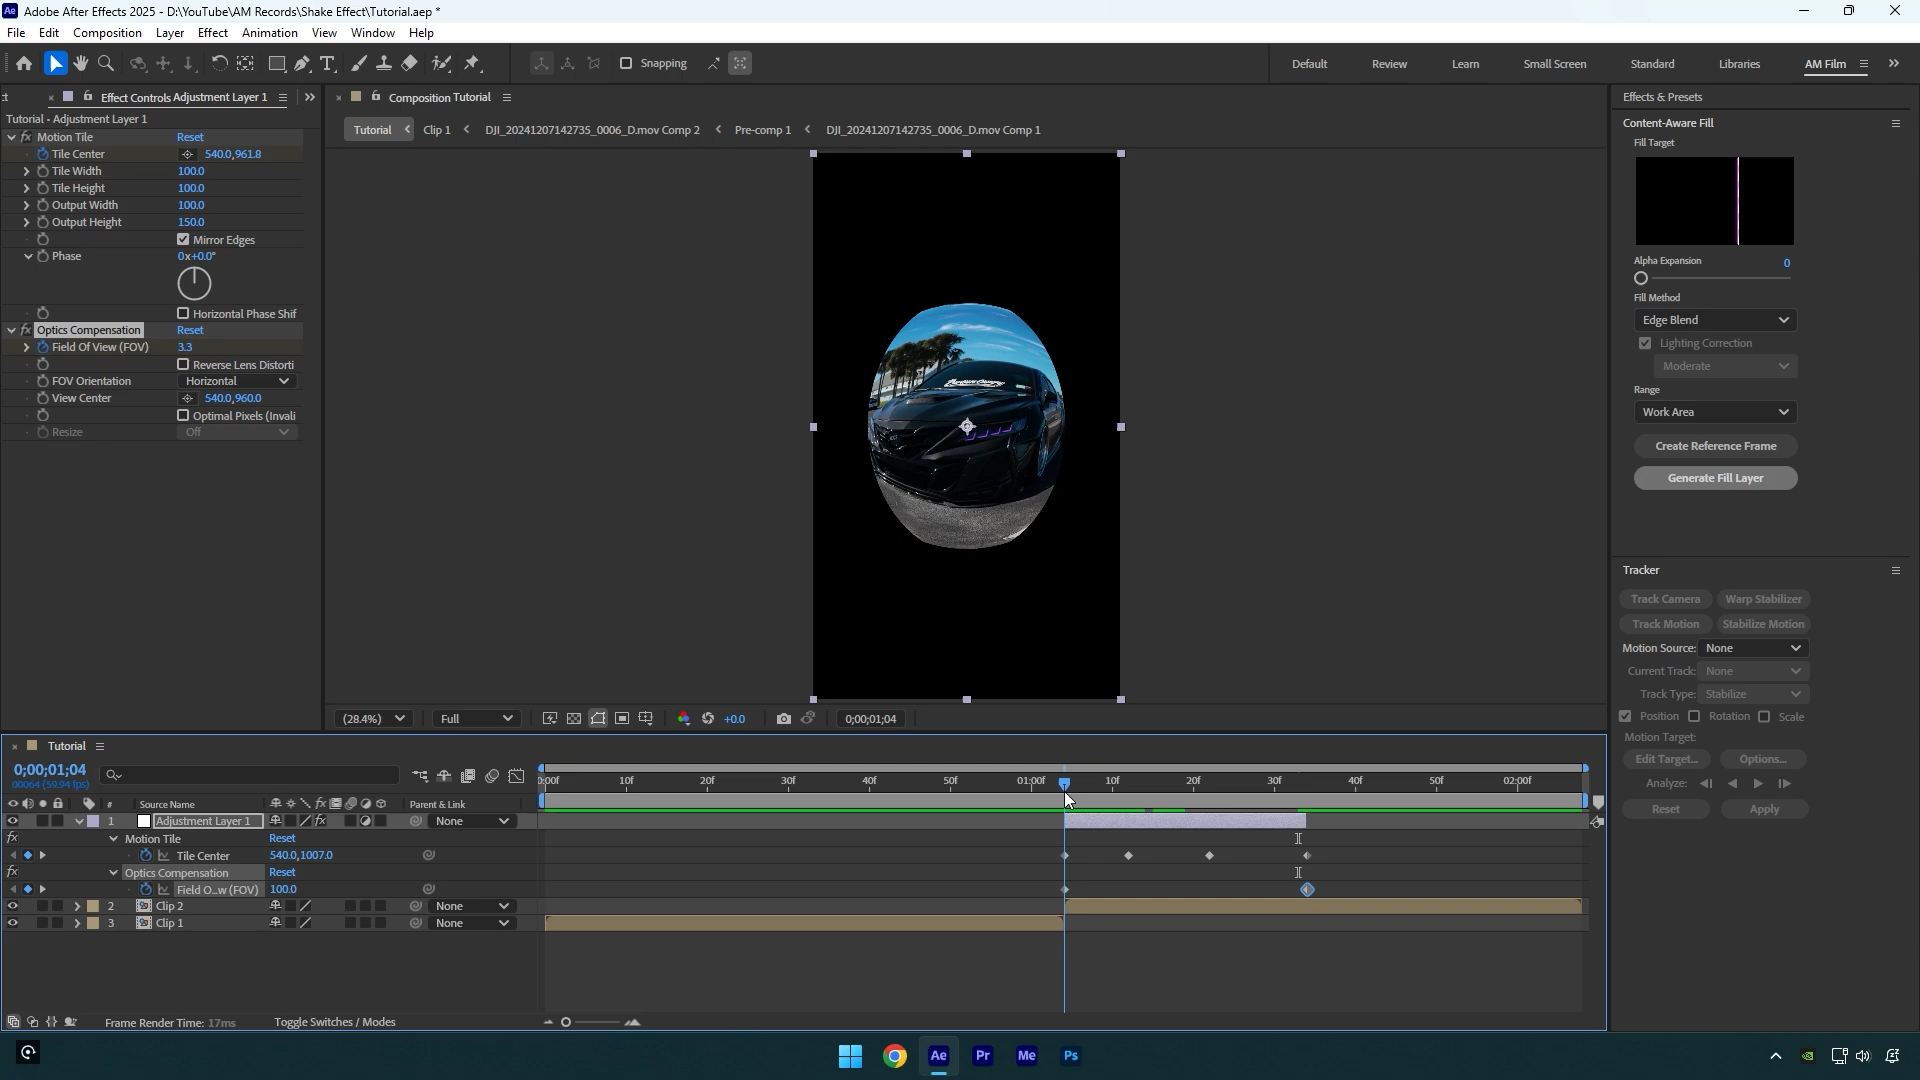 Adobe After Effects 2025 - D:\YouTube\AM Records\Shake Effect\Tutorial.aep *
File Edit Composition Layer Effect Animation View Window Help
Snapping
Default Review Learn Small Screen Standard Libraries AM Film
Effect Controls Adjustment Layer 1
Tutorial - Adjustment Layer 1
Motion Tile Reset
Tile Center 540.0,961.8
Tile Width 100.0
Tile Height 100.0
Output Width 100.0
Output Height 150.0
Mirror Edges
Phase 0x+0.0°
Horizontal Phase Shif
Optics Compensation Reset
Field Of View (FOV) 3.3
Reverse Lens Distorti
FOV Orientation Horizontal
View Center 540.0,960.0
Optimal Pixels (Invali
Resize Off
Composition Tutorial
Tutorial Clip 1 DJI_20241207142735_0006_D.mov Comp 2 Pre-comp 1 DJI_20241207142735_0006_D.mov Comp 1
(28.4%) Full +0.0 0;00;01;04
Effects & Presets
Content-Aware Fill
Fill Target
Alpha Expansion 0
Fill Method
Edge Blend
Lighting Correction
Moderate
Range
Work Area
Create Reference Frame
Generate Fill Layer
Tracker
Track Camera Warp Stabilizer
Track Motion Stabilize Motion
Motion Source: None
Current Track: None
Track Type: Stabilize
Position Rotation Scale
Motion Target:
Edit Target... Options...
Analyze:
Reset Apply
Tutorial
0;00;01;04
00064 (59.94 fps)
0:00f 10f 20f 30f 40f 50f 01:00f 10f 20f 30f 40f 50f 02:00f
# Source Name Parent & Link
1 Adjustment Layer 1 None
Motion Tile Reset
Tile Center 540.0,1007.0
Optics Compensation Reset
Field O...w (FOV) 100.0
2 Clip 2 None
3 Clip 1 None
Frame Render Time: 17ms Toggle Switches / Modes
Ae Pr Me Ps